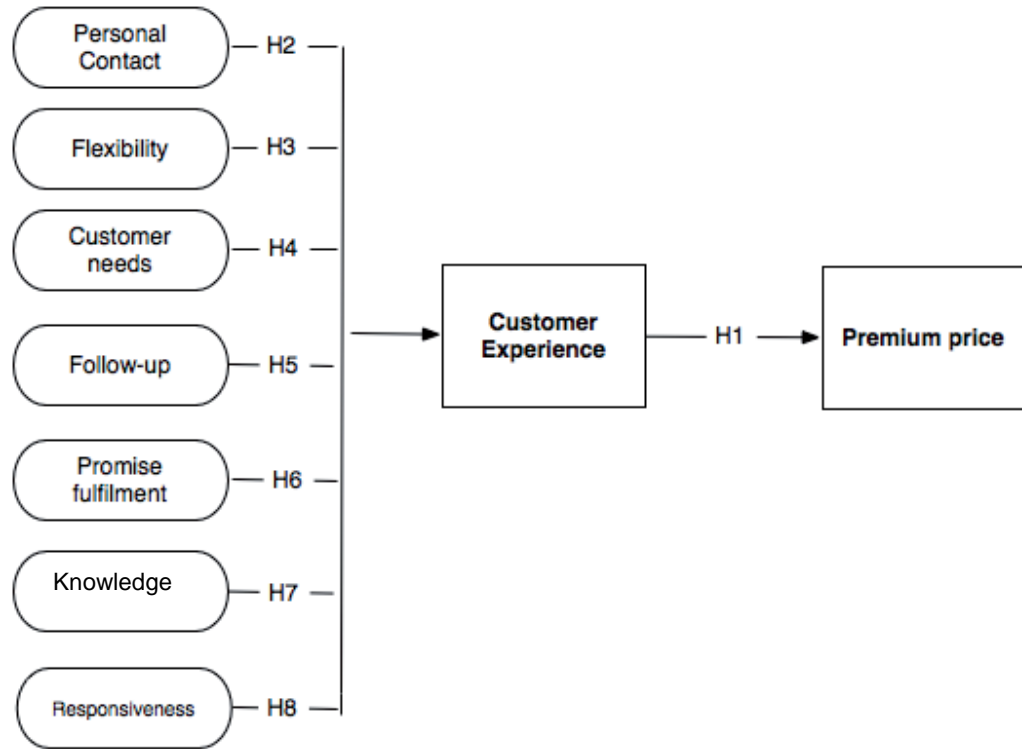 Personal
Contact
H2
Flexibility
H3
Customer
needs
H4
Follow-up
H5
Promise
fulfilment
H6
Knowledge
H7
Responsiveness
H8
Customer
Experience
H1
Premium price